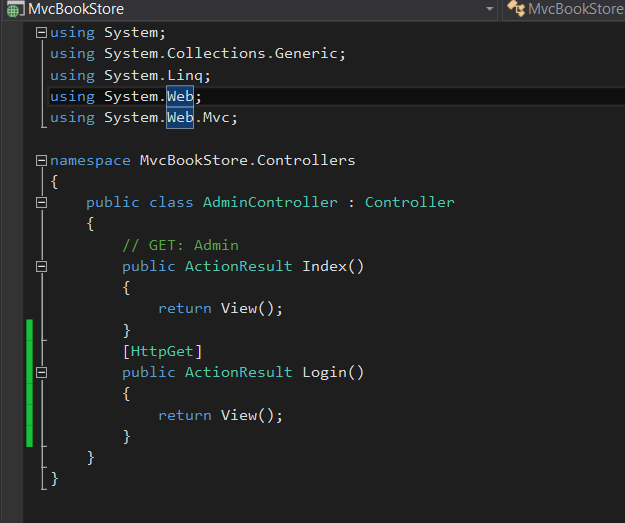 MvcBookStore MvcBookStore
using System;
using System.Collections.Generic;
using System.Linq;
using System.Web;
using System.Web.Mvc;
namespace MvcBookStore.Controllers
{
    public class AdminController : Controller
    {
        // GET: Admin
        public ActionResult Index()
        {
            return View();
        }
        [HttpGet]
        public ActionResult Login()
        {
            return View();
        }
    }
}